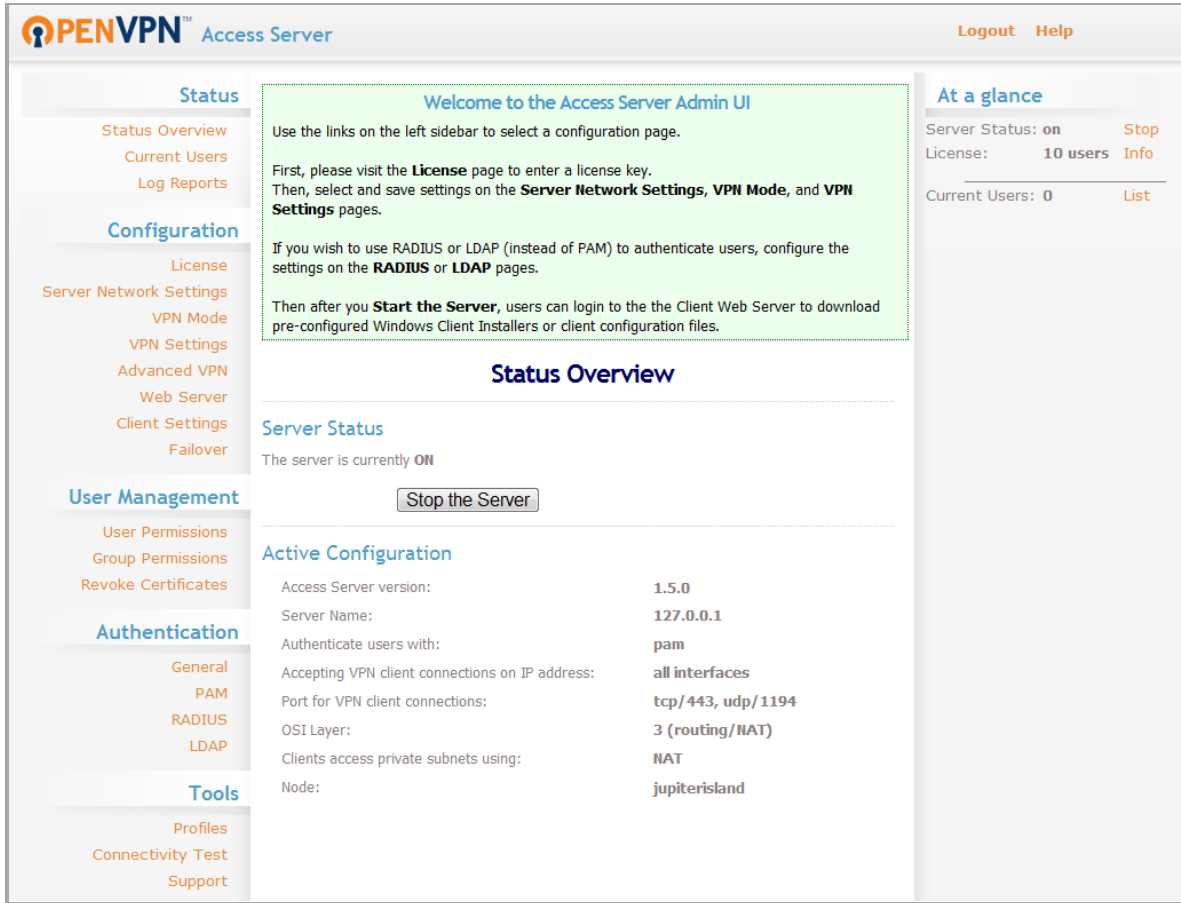 OPENVPN™ Access Server
Logout Help
Status
Status Overview
Current Users
Log Reports
Configuration
License
Server Network Settings
VPN Mode
VPN Settings
Advanced VPN
Web Server
Client Settings
Failover
User Management
User Permissions
Group Permissions
Revoke Certificates
Authentication
General
PAM
RADIUS
LDAP
Tools
Profiles
Connectivity Test
Support
Welcome to the Access Server Admin UI
Use the links on the left sidebar to select a configuration page.
First, please visit the License page to enter a license key.
Then, select and save settings on the Server Network Settings, VPN Mode, and VPN
Settings pages.
If you wish to use RADIUS or LDAP (instead of PAM) to authenticate users, configure the
settings on the RADIUS or LDAP pages.
Then after you Start the Server, users can login to the the Client Web Server to download
pre-configured Windows Client Installers or client configuration files.
Status Overview
Server Status
The server is currently ON
Stop the Server
Active Configuration
Access Server version: 1.5.0
Server Name: 127.0.0.1
Authenticate users with: pam
Accepting VPN client connections on IP address: all interfaces
Port for VPN client connections: tcp/443, udp/1194
OSI Layer: 3 (routing/NAT)
Clients access private subnets using: NAT
Node: jupiterisland
At a glance
Server Status: on Stop
License: 10 users Info
Current Users: 0 List